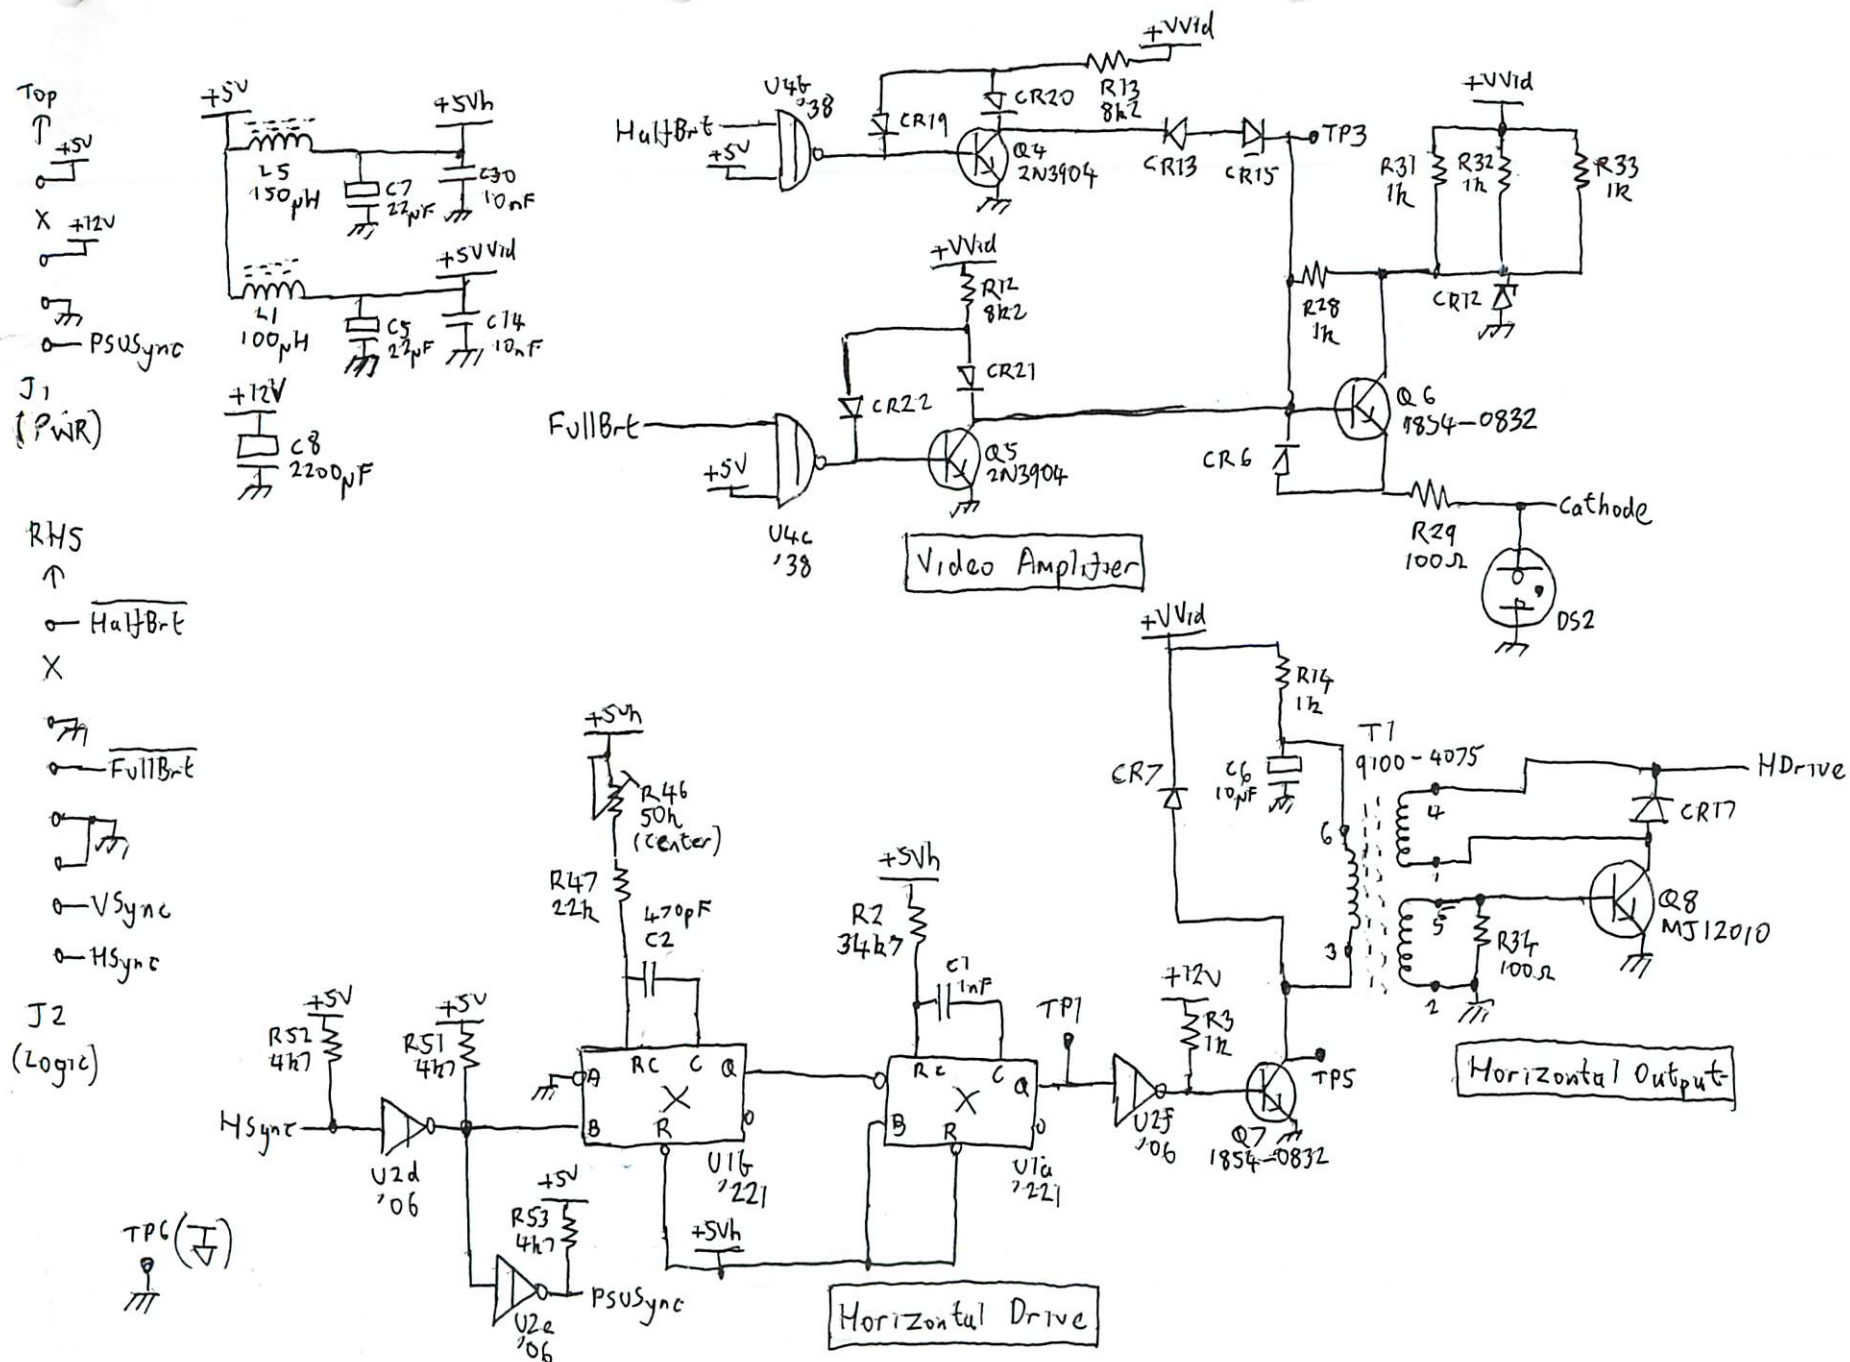 Top
↑
+5V
X
+12V
PSUSync
J1
(PWR)
+5V
L5
150µH
C7
22µF
+5Vh
C30
10nF
L1
100µH
C5
22µF
+5VVid
C14
10nF
+12V
C8
2200µF
HalfBrt
+5V
U4b
'38
CR19
CR20
R13
8k2
+VVid
Q4
2N3904
CR13
CR15
TP3
+VVid
R31
1k
R32
1k
R33
1k
+VVid
R12
8k2
CR21
CR22
FullBrt
+5V
U4c
'38
Q5
2N3904
R28
1k
CR12
Q6
1854-0832
CR6
R29
100Ω
Cathode
DS2
Video Amplifier
RHS
↑
HalfBrt
X
FullBrt
VSync
HSync
J2
(Logic)
+VVid
R14
1k
CR7
C6
10µF
T1
9100-4075
6
3
4
1
5
2
HDrive
CR17
Q8
MJ12010
R34
100Ω
Horizontal Output
+5Vh
R46
50k
(Center)
R47
22k
470pF
C2
+5Vh
R2
34k7
C1
1nF
+5V
R52
4k7
+5V
R51
4k7
HSync
U2d
'06
A
RC
C
Q
X
B
R
U1b
'221
RC
C
Q
X
B
R
U1a
'221
TP1
U2f
'06
+12V
R3
1k
TP5
Q7
1854-0832
TP6
+5V
R53
4k7
U2e
'06
PSUSync
+5Vh
Horizontal Drive